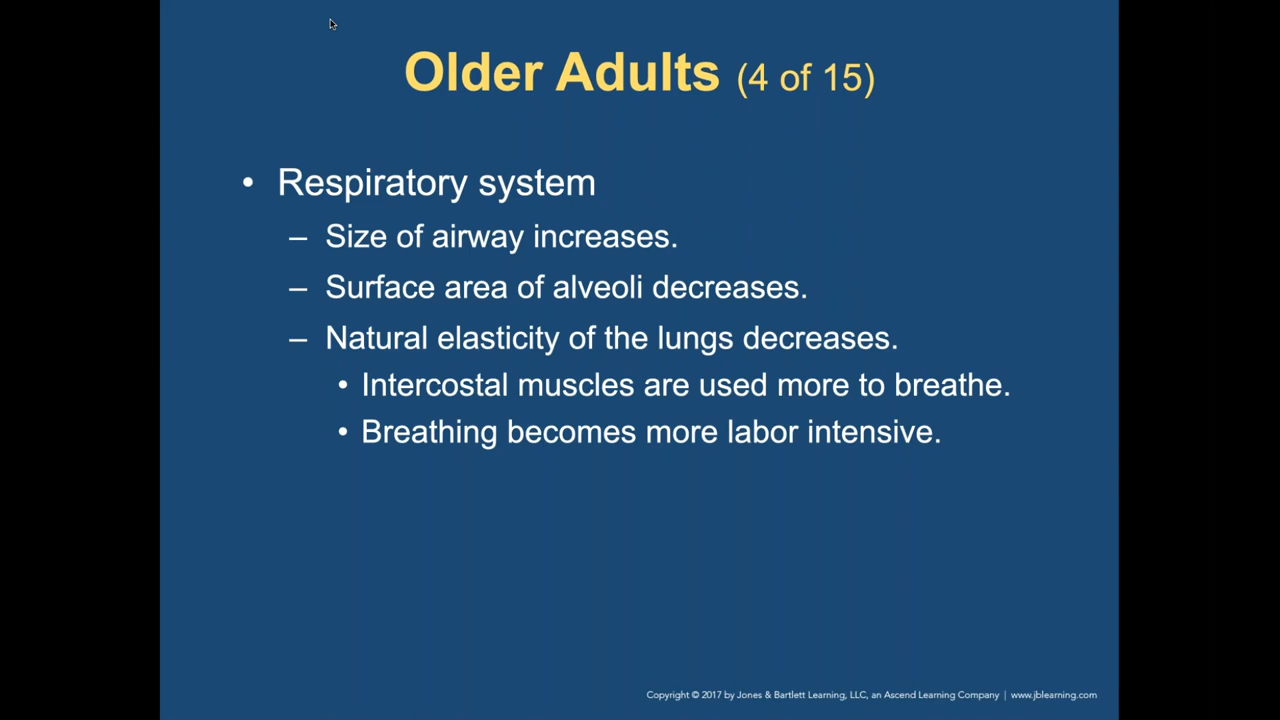 Older Adults (4 of 15)
• Respiratory system
– Size of airway increases.
– Surface area of alveoli decreases.
– Natural elasticity of the lungs decreases.
• Intercostal muscles are used more to breathe.
• Breathing becomes more labor intensive.
Copyright © 2017 by Jones & Bartlett Learning, LLC, an Ascend Learning Company | www.jblearning.com